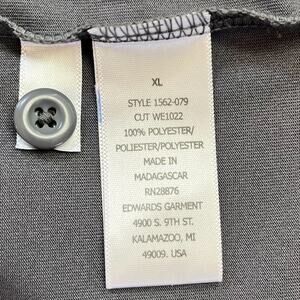 XL
STYLE 1562-079
CUT WE1022
100% POLYESTER/
POLIESTER/POLYESTER
MADE IN
MADAGASCAR
RN28876
EDWARDS GARMENT
4900 S. 9TH ST.
KALAMAZOO, MI
49009. USA